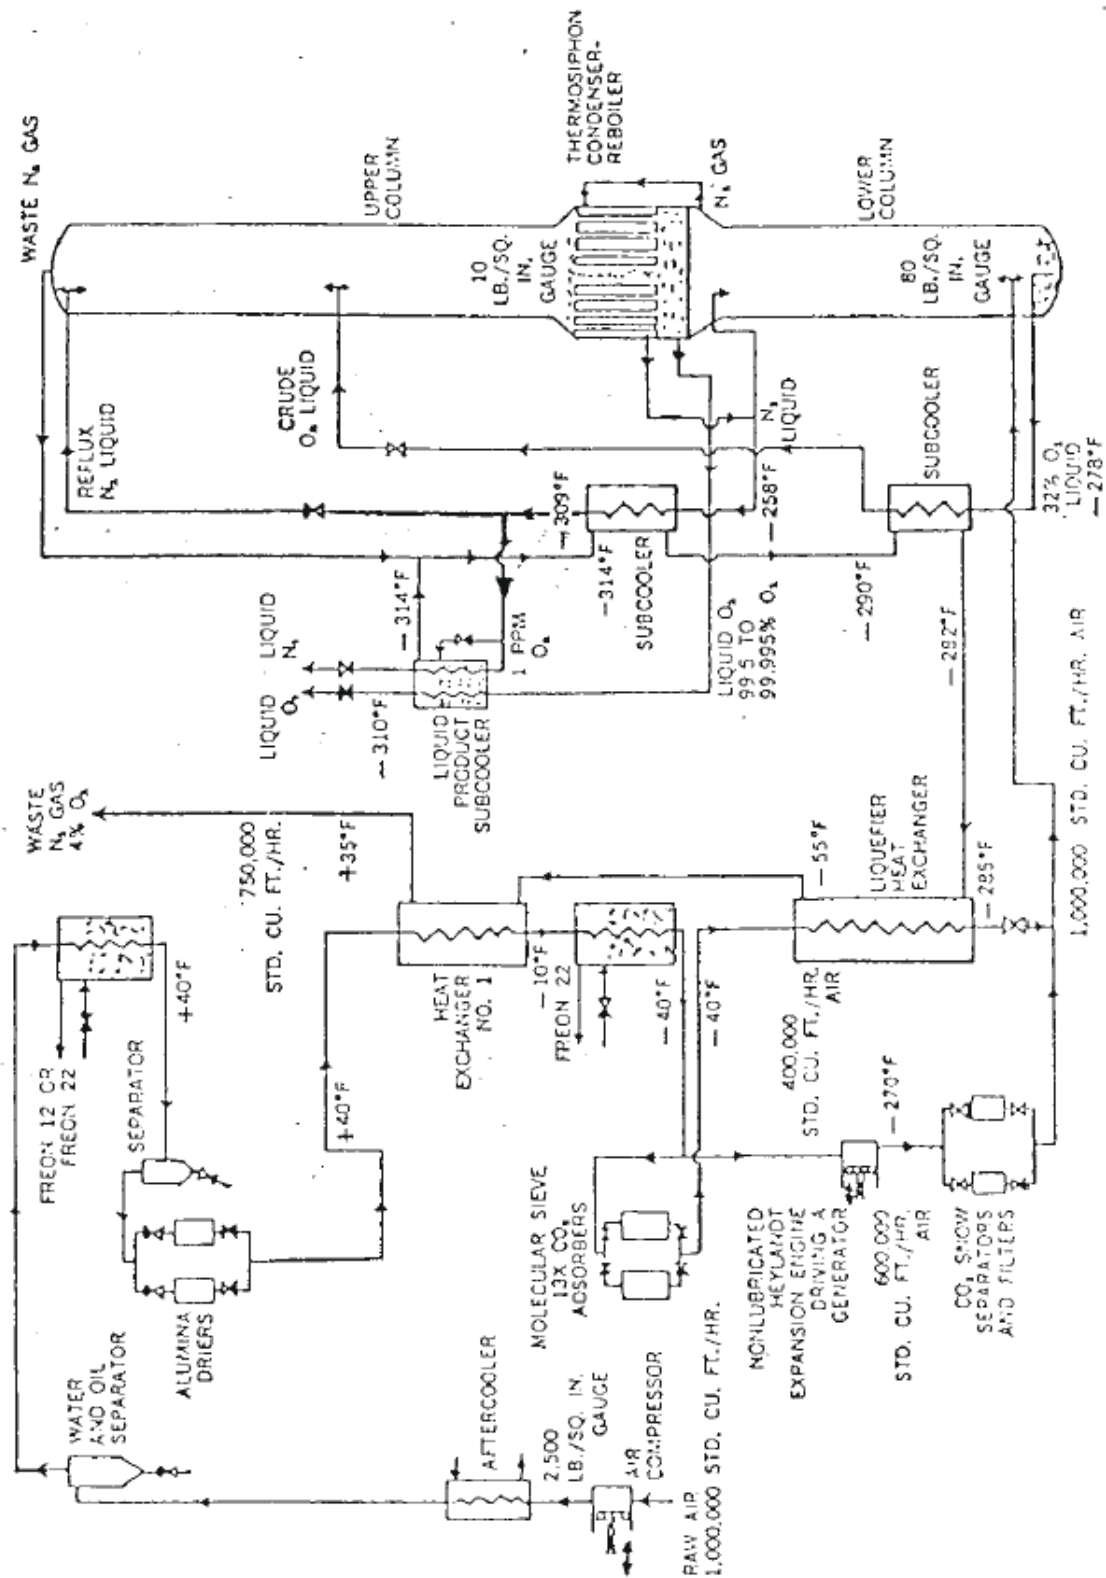 WATER
AND OIL
SEPARATOR
ALUMINA
DRIERS
FREON 12 OR
FREON 22
SEPARATOR
+40°F
WASTE
N₂ GAS
4% O₂
750,000
STD. CU. FT./HR.
+35°F
+40°F
WASTE N₂ GAS
REFLUX
N₂ LIQUID
LIQUID
O₂
LIQUID
N₂
-310°F
-314°F
LIQUID
PRODUCT
SUBCOOLER
1 PPM
O₂
CRUDE
O₂ LIQUID
UPPER
COLUMN
10
LB./SQ.
IN.
GAUGE
THERMOSIPHON
CONDENSER-
REBOILER
AFTERCOOLER
2,500
LB./SQ. IN.
GAUGE
AIR
COMPRESSOR
RAW AIR
1,000,000 STD. CU. FT./HR.
HEAT
EXCHANGER
NO. 1
-10°F
FREON 22
-40°F
-40°F
MOLECULAR SIEVE
13X CO₂
ADSORBERS
-309°F
-314°F
SUBCOOLER
-258°F
N₂
LIQUID
N₂ GAS
LIQUID O₂
99.5 TO
99.995% O₂
NONLUBRICATED
HEYLANDT
EXPANSION ENGINE
DRIVING A
GENERATOR
600,000
STD. CU. FT./HR.
AIR
-270°F
400,000
STD. CU. FT./HR.
AIR
-55°F
LIQUEFIER
HEAT
EXCHANGER
-285°F
-290°F
-282°F
SUBCOOLER
LOWER
COLUMN
80
LB./SQ.
IN.
GAUGE
CO₂ SNOW
SEPARATORS
AND FILTERS
32% O₂
LIQUID
-278°F
1,000,000 STD. CU. FT./HR. AIR